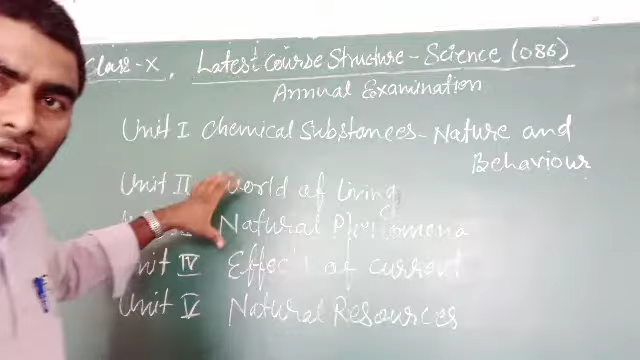 Class-X, Latest Course Structure - Science (086)
Annual Examination
Unit I Chemical Substances - Nature and
Behaviour
Unit II World of Living
Natural Phenomena
Unit IV Effects of current
Unit V Natural Resources